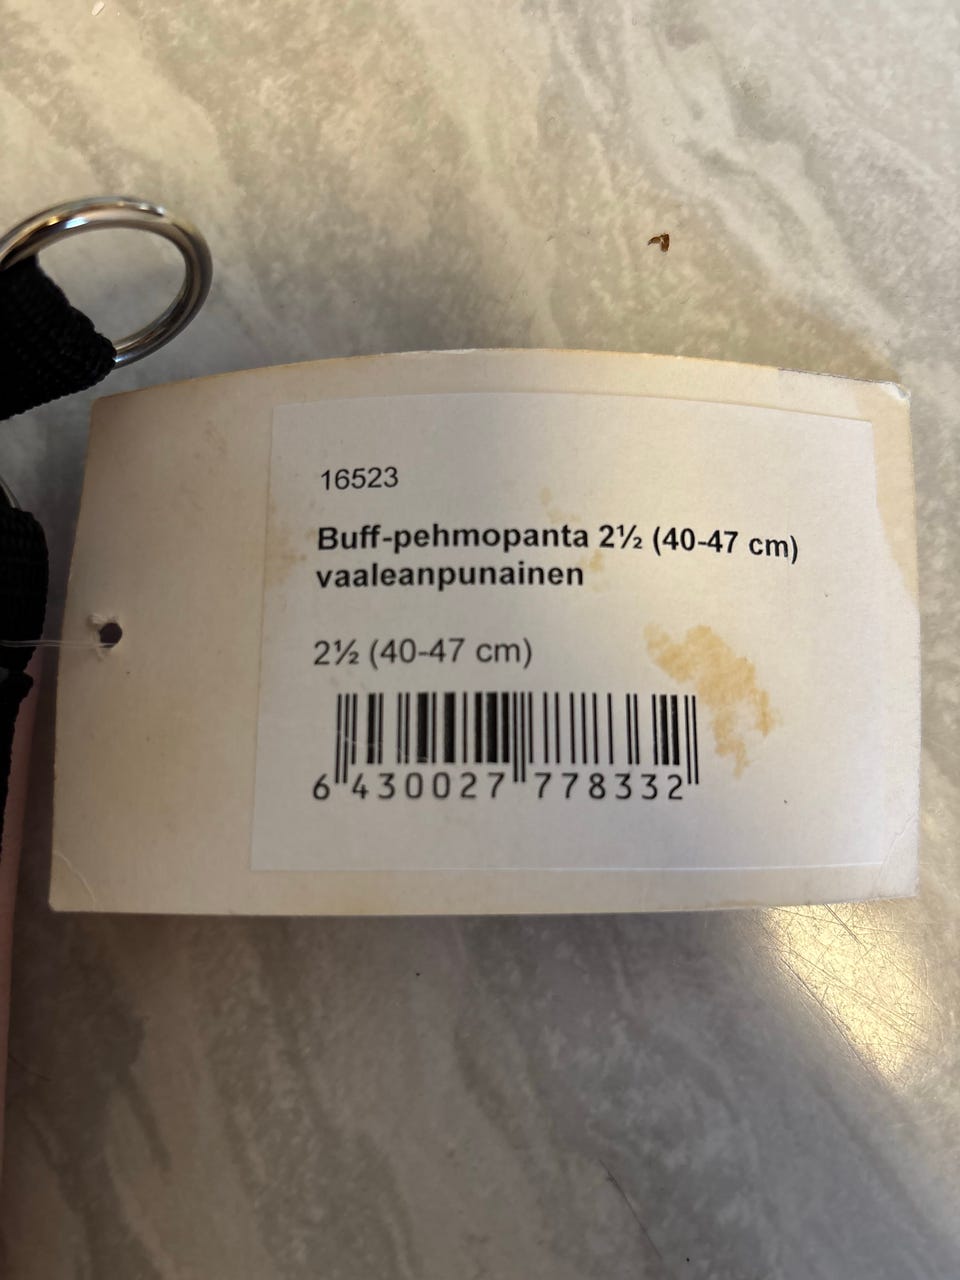 16523
Buff-pehmopanta 2½ (40-47 cm)
vaaleanpunainen
2½ (40-47 cm)
6 430027 778332